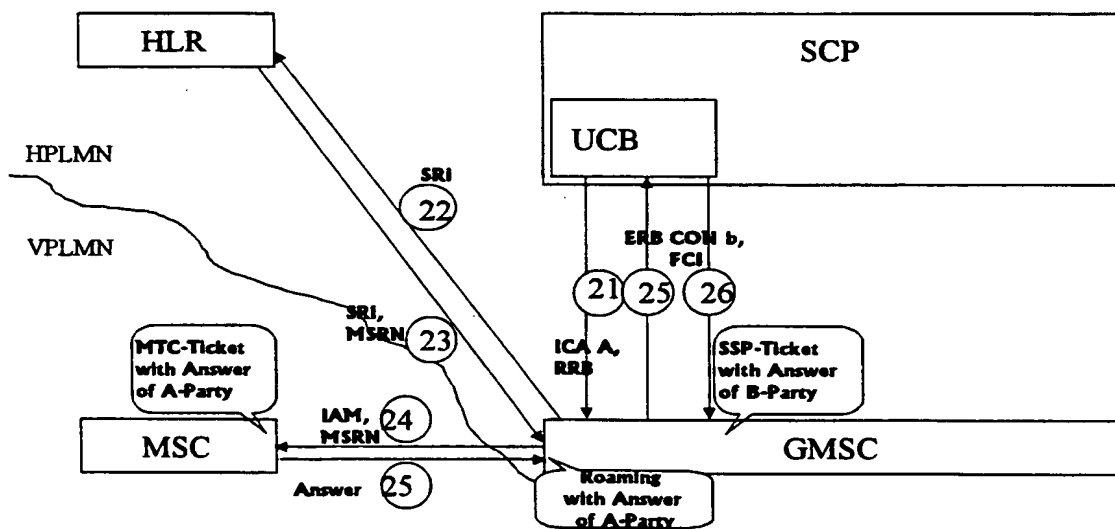 HLR
SCP
UCB
HPLMN
VPLMN
SRI
22
ERB CON b,
FCI
21
25
26
SRI,
MSRN
23
ICA A,
RRB
MTC-Ticket
with Answer
of A-Party
SSP-Ticket
with Answer
of B-Party
IAM,
MSRN
24
MSC
GMSC
Answer
25
Roaming
with Answer
of A-Party